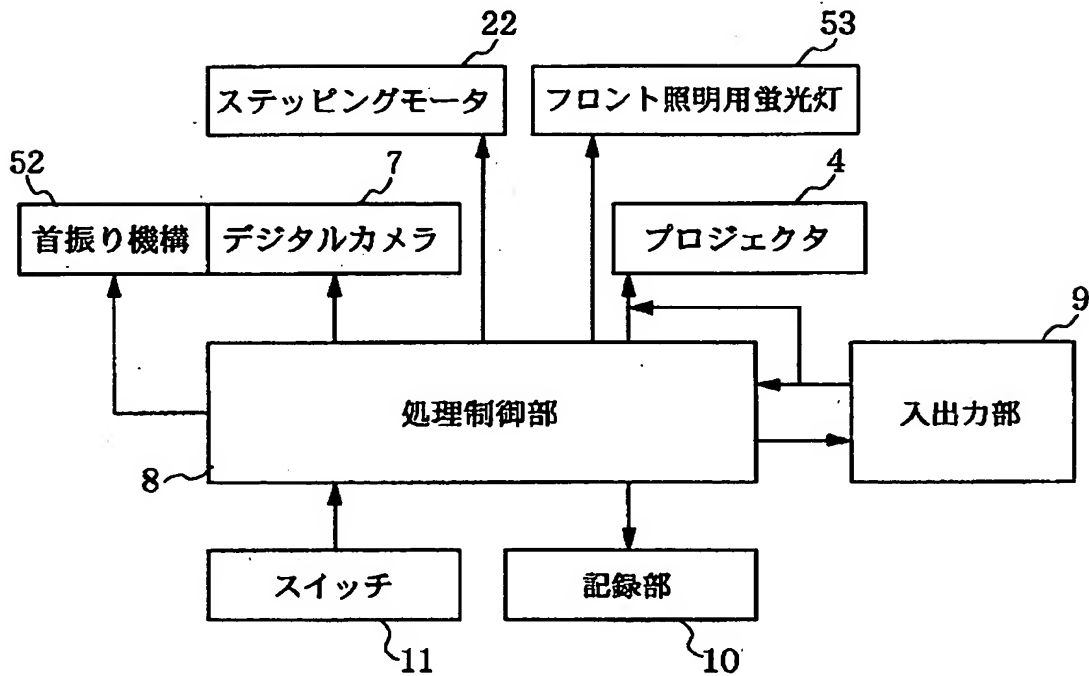 22
53
ステッピングモータ
フロント照明用蛍光灯
52
7
4
首振り機構
デジタルカメラ
プロジェクタ
9
処理制御部
入出力部
8
スイッチ
記録部
11
10